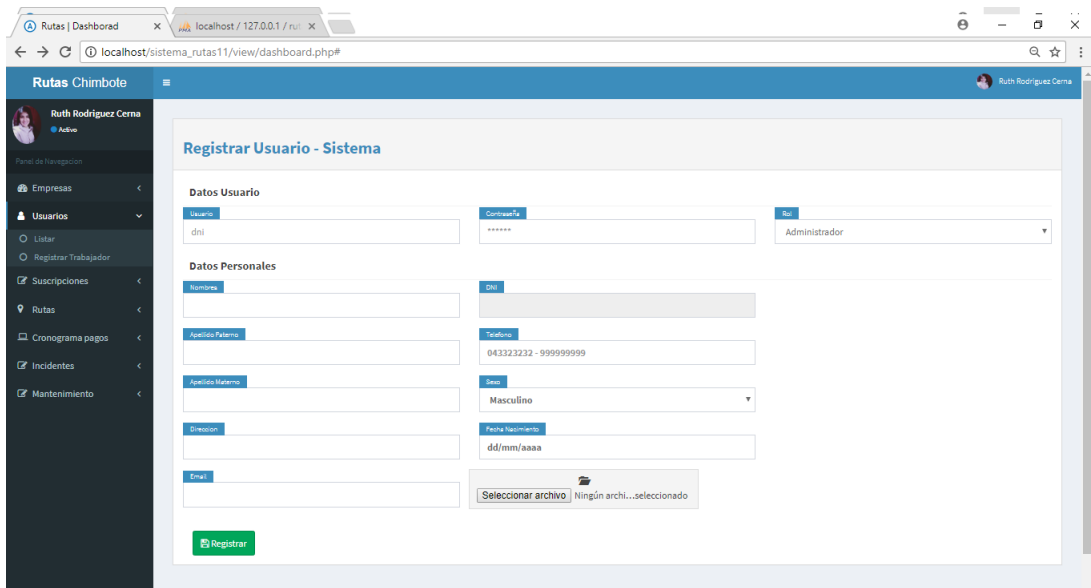 Rutas | Dashborad
localhost / 127.0.0.1 / rut
localhost/sistema_rutas11/view/dashboard.php#
Rutas Chimbote
Ruth Rodriguez Cerna
Ruth Rodriguez Cerna
Activo
Panel de Navegacion
Empresas
Usuarios
Listar
Registrar Trabajador
Suscripciones
Rutas
Cronograma pagos
Incidentes
Mantenimiento
Registrar Usuario - Sistema
Datos Usuario
Usuario
dni
Contraseña
******
Rol
Administrador
Datos Personales
Nombres
DNI
Apellido Paterno
Telefono
043323232 - 999999999
Apellido Materno
Sexo
Masculino
Direccion
Fecha Nacimiento
dd/mm/aaaa
Email
Seleccionar archivo Ningún archi...seleccionado
Registrar